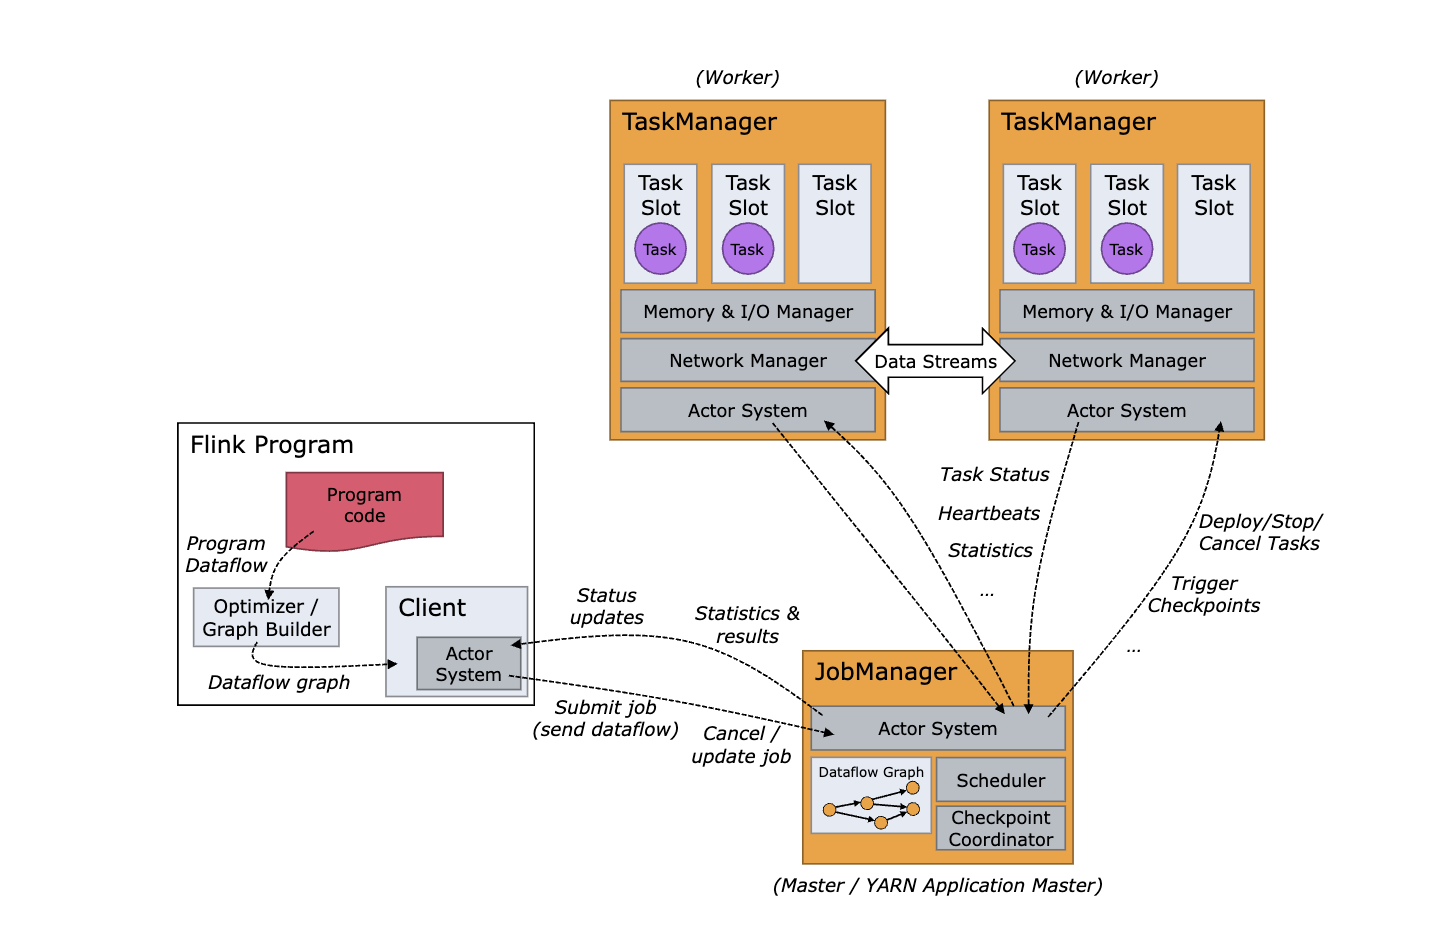 (Worker)
(Worker)
TaskManager
Task
Slot
Task
Task
Slot
Task
Task
Slot
Memory & I/O Manager
Network Manager
Actor System
TaskManager
Task
Slot
Task
Task
Slot
Task
Task
Slot
Memory & I/O Manager
Network Manager
Actor System
Data Streams
Flink Program
Program
code
Program
Dataflow
Optimizer /
Graph Builder
Dataflow graph
Client
Actor
System
Status
updates
Statistics &
results
Submit job
(send dataflow)
Cancel /
update job
Task Status
Heartbeats
Statistics
...
Deploy/Stop/
Cancel Tasks
Trigger
Checkpoints
...
JobManager
Actor System
Dataflow Graph
Scheduler
Checkpoint
Coordinator
(Master / YARN Application Master)